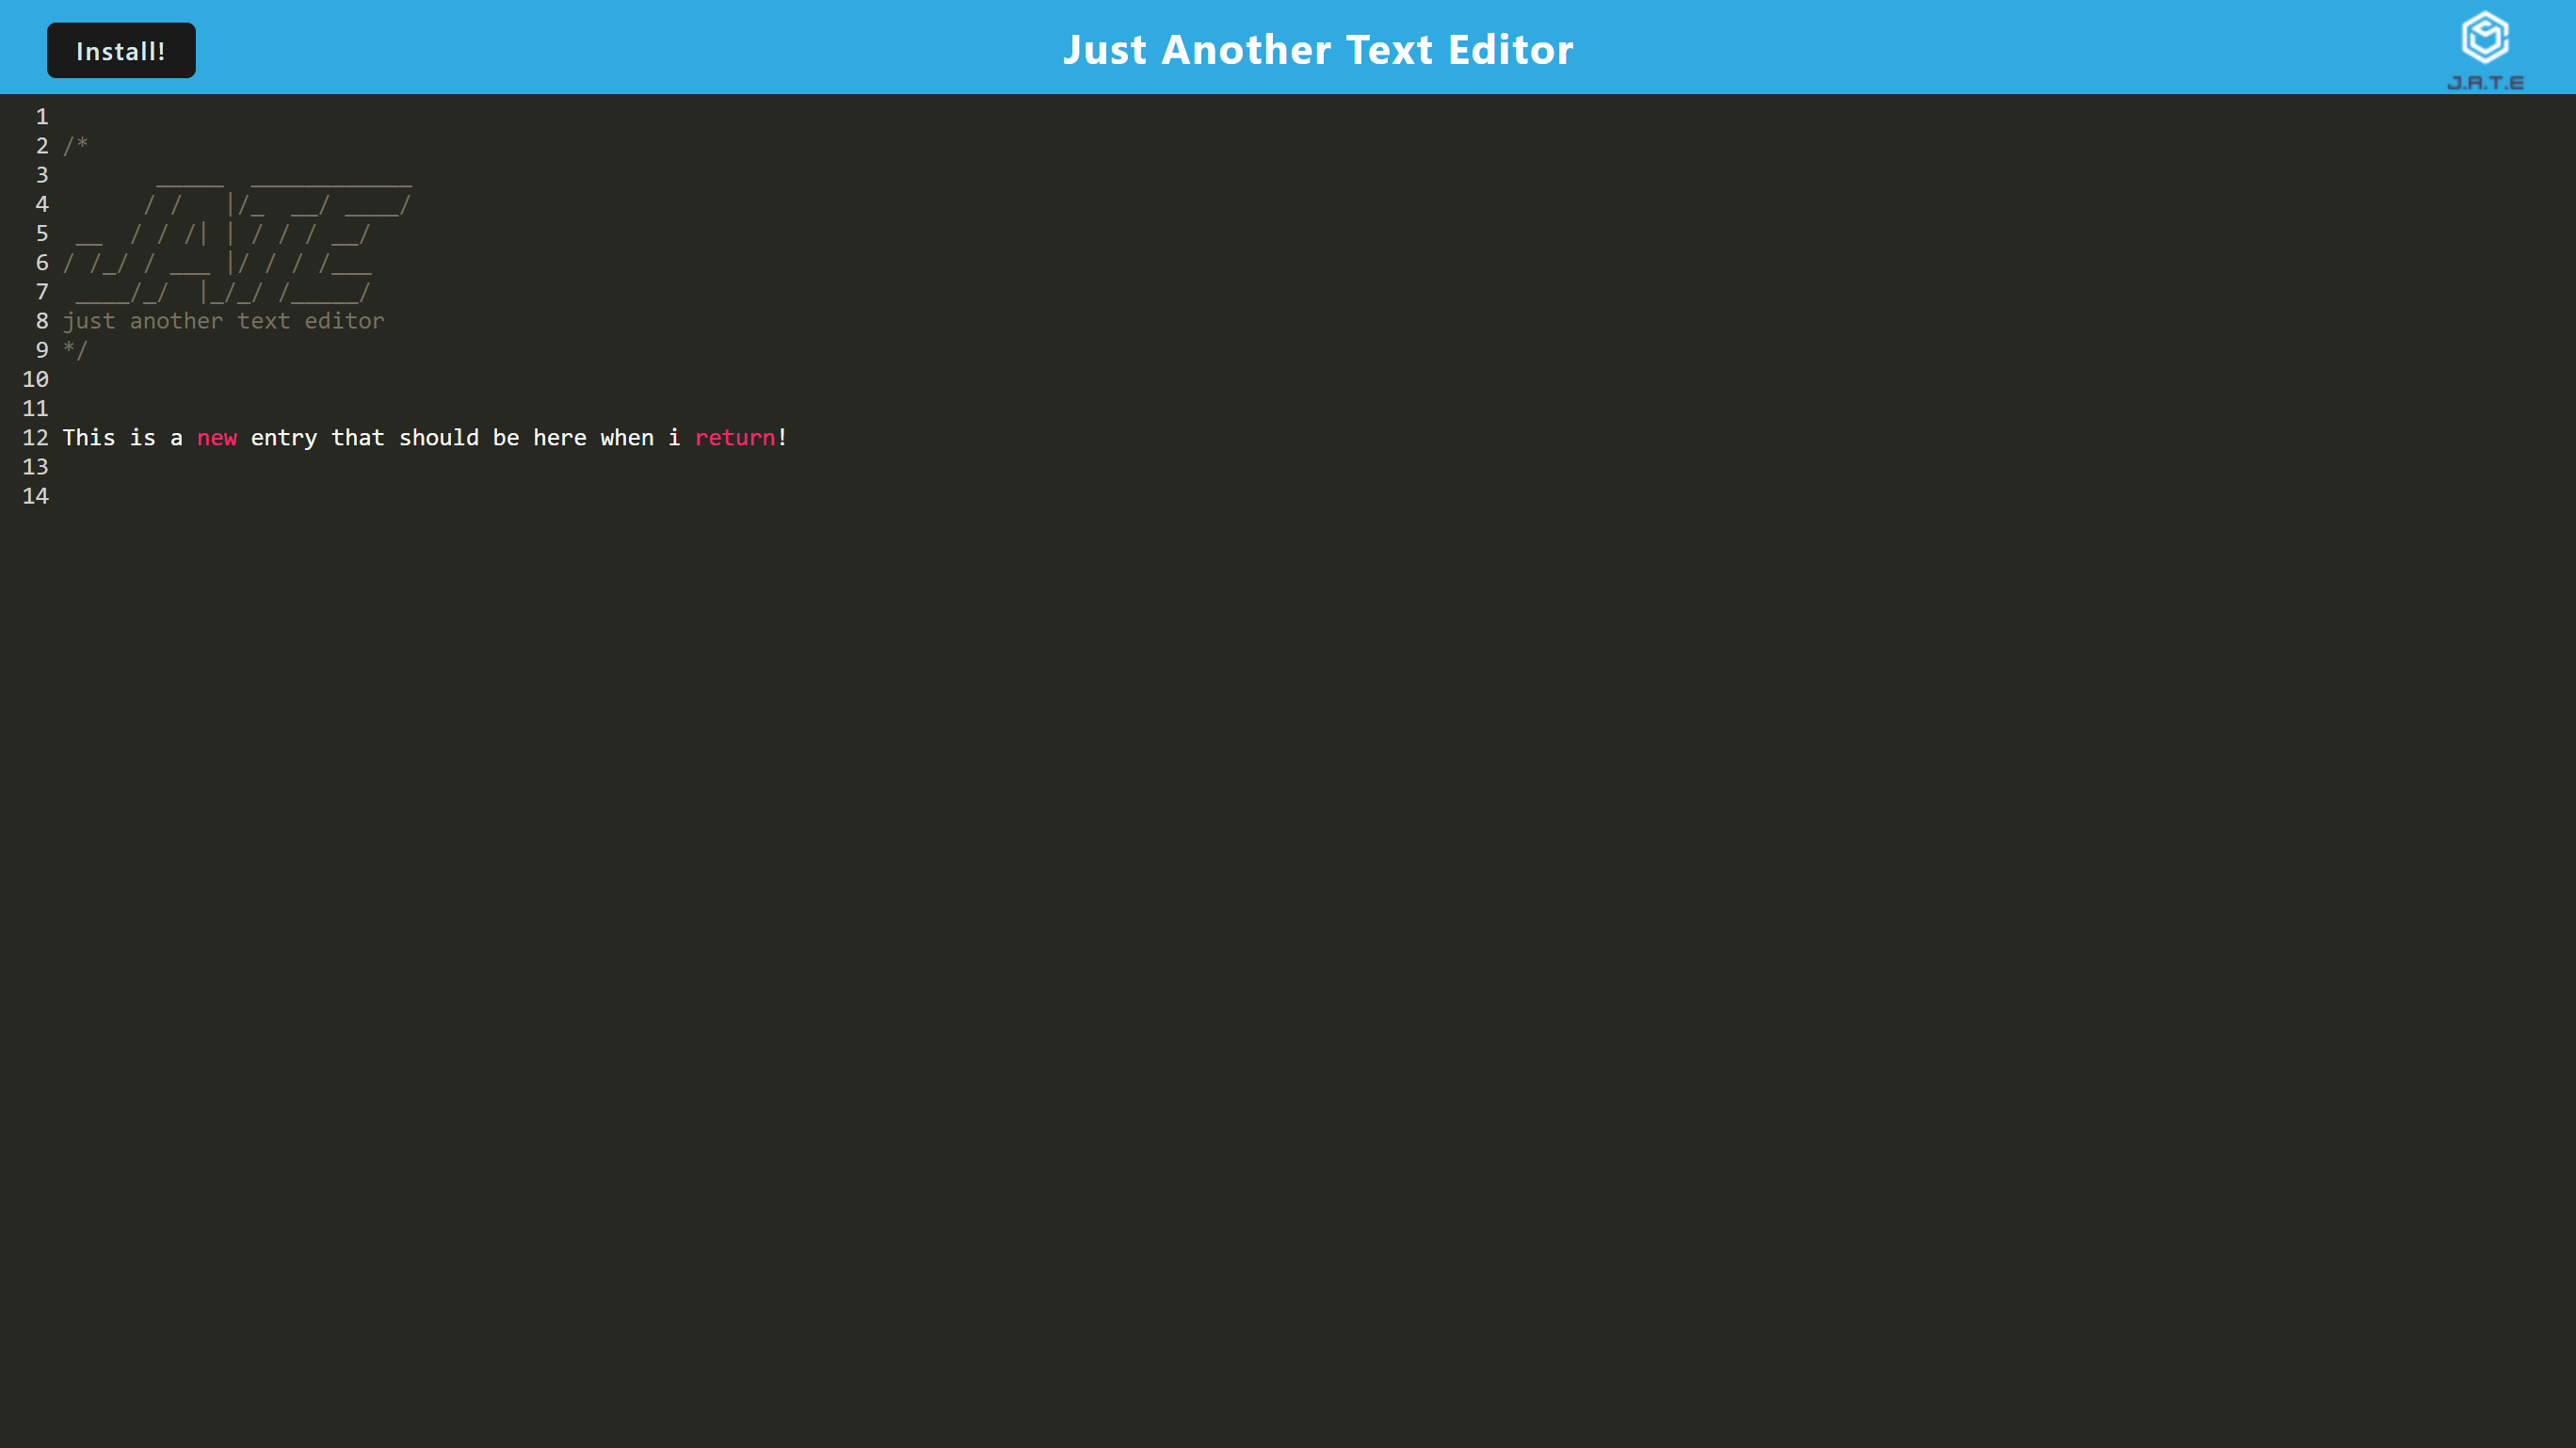 Install!
Just Another Text Editor
J.A.T.E
1
2 /*
3        _____  ____________
4       / /   |/_  __/ ____/
5  __  / / /| | / / / __/
6 / /_/ / ___ |/ / / /___
7  ____/_/  |_/_/ /_____/
8 just another text editor
9 */
10
11
12 This is a new entry that should be here when i return!
13
14